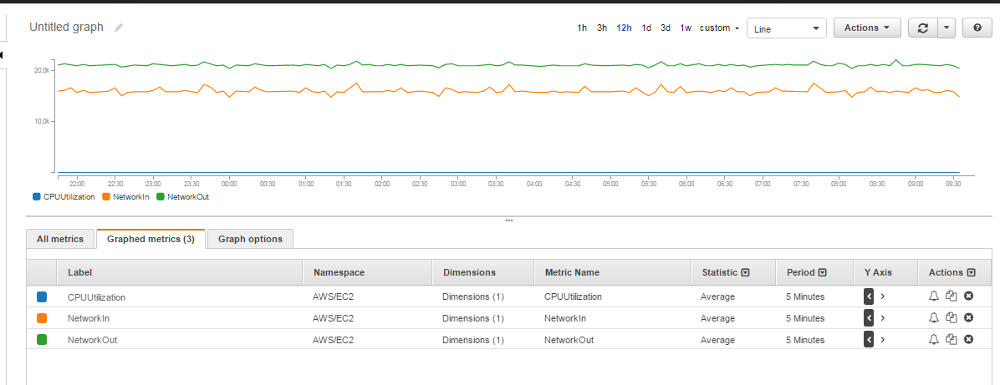 Untitled graph 1h 3h 12h 1d 3d 1w custom Line Actions ?
20.0k
10.0k
22:00 22:30 23:00 23:30 00:00 00:30 01:00 01:30 02:00 02:30 03:00 03:30 04:00 04:30 05:00 05:30 06:00 06:30 07:00 07:30 08:00 08:30 09:00 09:30
CPUUtilization NetworkIn NetworkOut
All metrics Graphed metrics (3) Graph options
Label Namespace Dimensions Metric Name Statistic Period Y Axis Actions
CPUUtilization AWS/EC2 Dimensions (1) CPUUtilization Average 5 Minutes < >
NetworkIn AWS/EC2 Dimensions (1) NetworkIn Average 5 Minutes < >
NetworkOut AWS/EC2 Dimensions (1) NetworkOut Average 5 Minutes < >